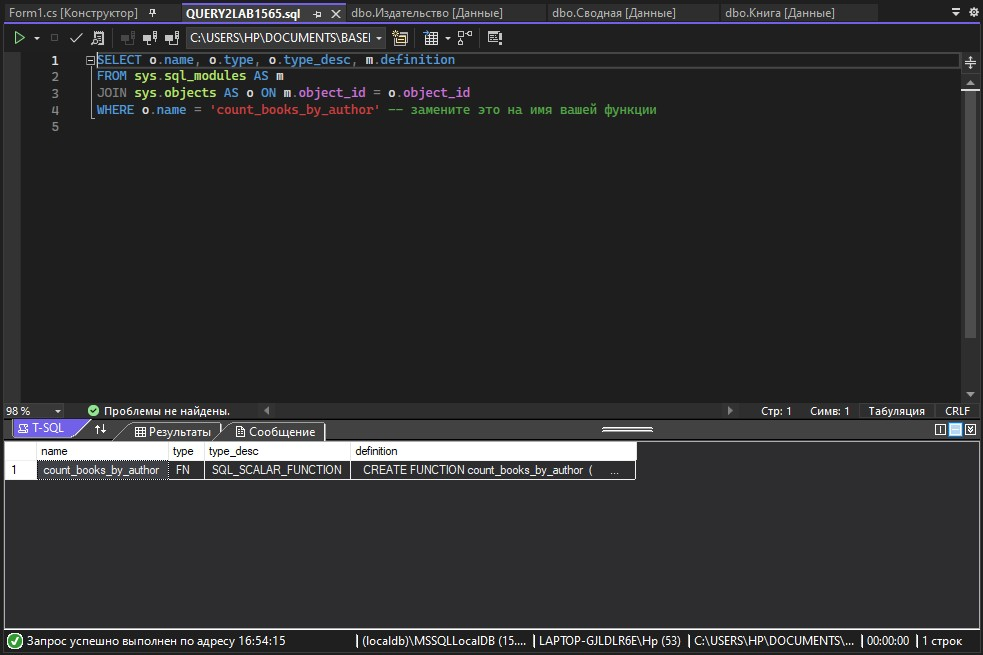 Form1.cs [Конструктор] QUERY2LAB1565.sql dbo.Издательство [Данные] dbo.Сводная [Данные] dbo.Книга [Данные]
C:\USERS\HP\DOCUMENTS\BASEI
1 SELECT o.name, o.type, o.type_desc, m.definition
2 FROM sys.sql_modules AS m
3 JOIN sys.objects AS o ON m.object_id = o.object_id
4 WHERE o.name = 'count_books_by_author' -- замените это на имя вашей функции
5
98 % Проблемы не найдены. Стр: 1 Симв: 1 Табуляция CRLF
T-SQL Результаты Сообщение
name type type_desc definition
1 count_books_by_author FN SQL_SCALAR_FUNCTION CREATE FUNCTION count_books_by_author ( ...
Запрос успешно выполнен по адресу 16:54:15 | (localdb)\MSSQLLocalDB (15.... | LAPTOP-GJLDLR6E\Hp (53) | C:\USERS\HP\DOCUMENTS\... | 00:00:00 | 1 строк